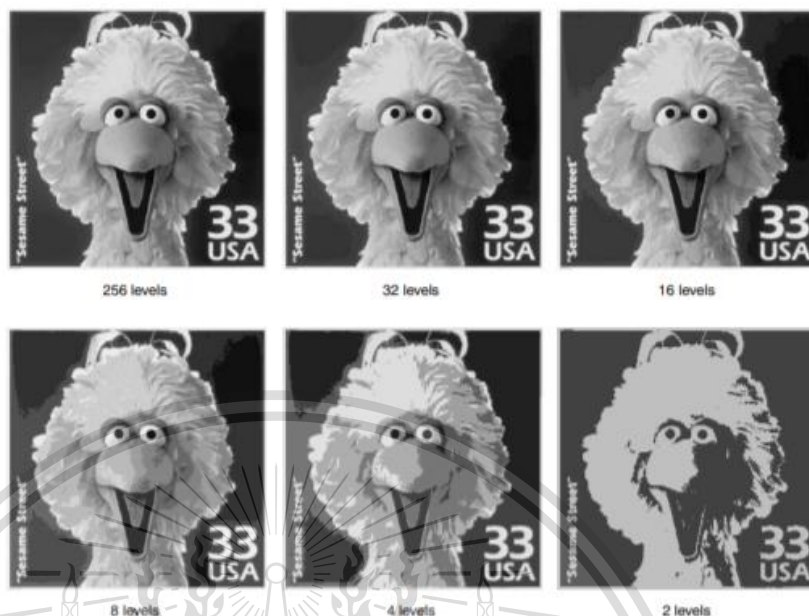 "Sesame Street"
33
USA
"Sesame Street"
33
USA
"Sesame Street"
33
USA
256 levels
32 levels
16 levels
"Sesame Street"
33
USA
"Sesame Street"
33
USA
"Sesame Street"
33
USA
8 levels
4 levels
2 levels